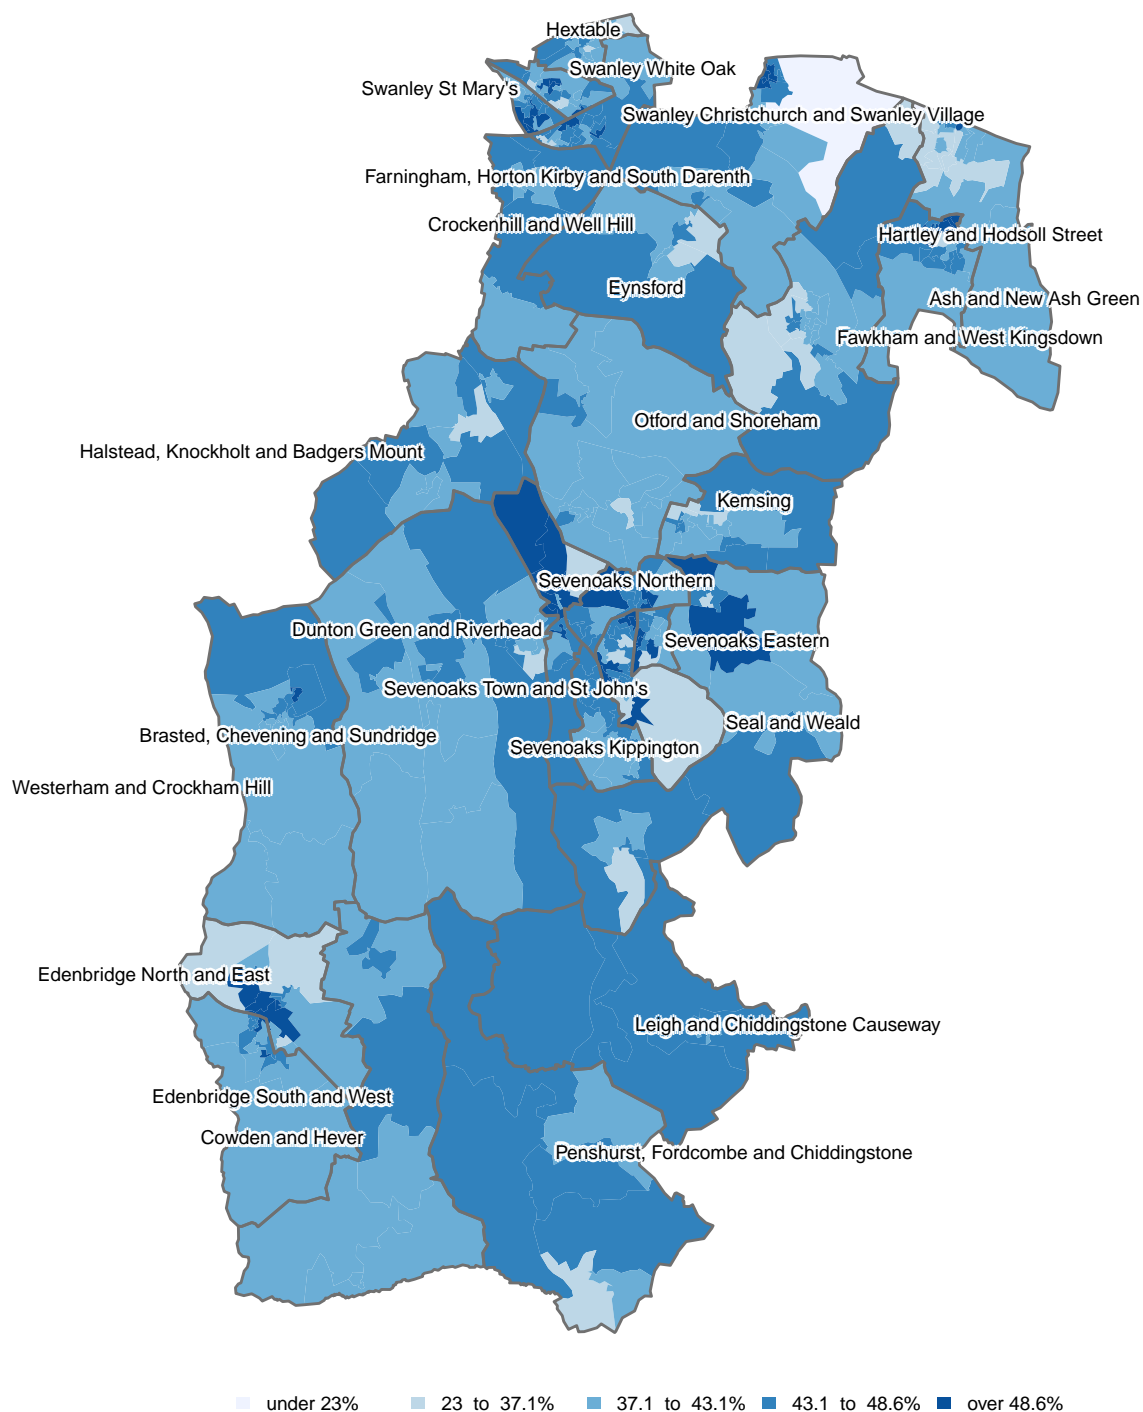 Hextable
Swanley White Oak
Swanley St Mary's
Swanley Christchurch and Swanley Village
Farningham, Horton Kirby and South Darenth
Crockenhill and Well Hill
Hartley and Hodsoll Street
Eynsford
Ash and New Ash Green
Fawkham and West Kingsdown
Otford and Shoreham
Halstead, Knockholt and Badgers Mount
Kemsing
Sevenoaks Northern
Dunton Green and Riverhead
Sevenoaks Eastern
Sevenoaks Town and St John's
Seal and Weald
Brasted, Chevening and Sundridge
Sevenoaks Kippington
Westerham and Crockham Hill
Edenbridge North and East
Leigh and Chiddingstone Causeway
Edenbridge South and West
Cowden and Hever
Penshurst, Fordcombe and Chiddingstone
under 23% 23 to 37.1% 37.1 to 43.1% 43.1 to 48.6% over 48.6%